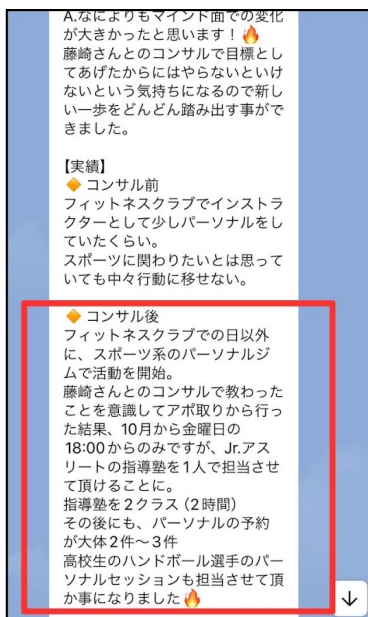 A.なによりもマインド面での変化
が大きかったと思います！🔥
藤崎さんとのコンサルで目標とし
てあげたからにはやらないといけ
ないという気持ちになるので新し
い一歩をどんどん踏み出す事がで
きました。
【実績】
🔶 コンサル前
フィットネスクラブでインストラ
クターとして少しパーソナルをし
ていたくらい。
スポーツに関わりたいとは思って
いても中々行動に移せない。
🔶 コンサル後
フィットネスクラブでの日以外
に、スポーツ系のパーソナルジ
ムで活動を開始。
藤崎さんとのコンサルで教わった
ことを意識してアポ取りから行っ
た結果、10月から金曜日の
18:00からのみですが、Jr.アス
リートの指導塾を1人で担当させ
て頂けることに。
指導塾を2クラス（2時間）
その後にも、パーソナルの予約
が大体2件〜3件
高校生のハンドボール選手のパー
ソナルセッションも担当させて頂
か事になりました🔥